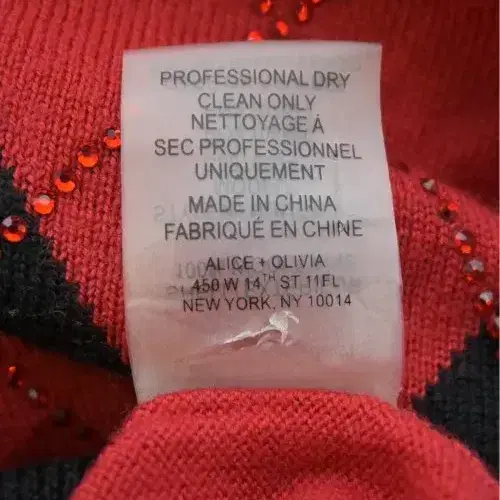 PROFESSIONAL DRY
CLEAN ONLY
NETTOYAGE À
SEC PROFESSIONNEL
UNIQUEMENT
MADE IN CHINA
FABRIQUÉ EN CHINE
ALICE + OLIVIA
450 W 14TH ST 11FL
NEW YORK, NY 10014